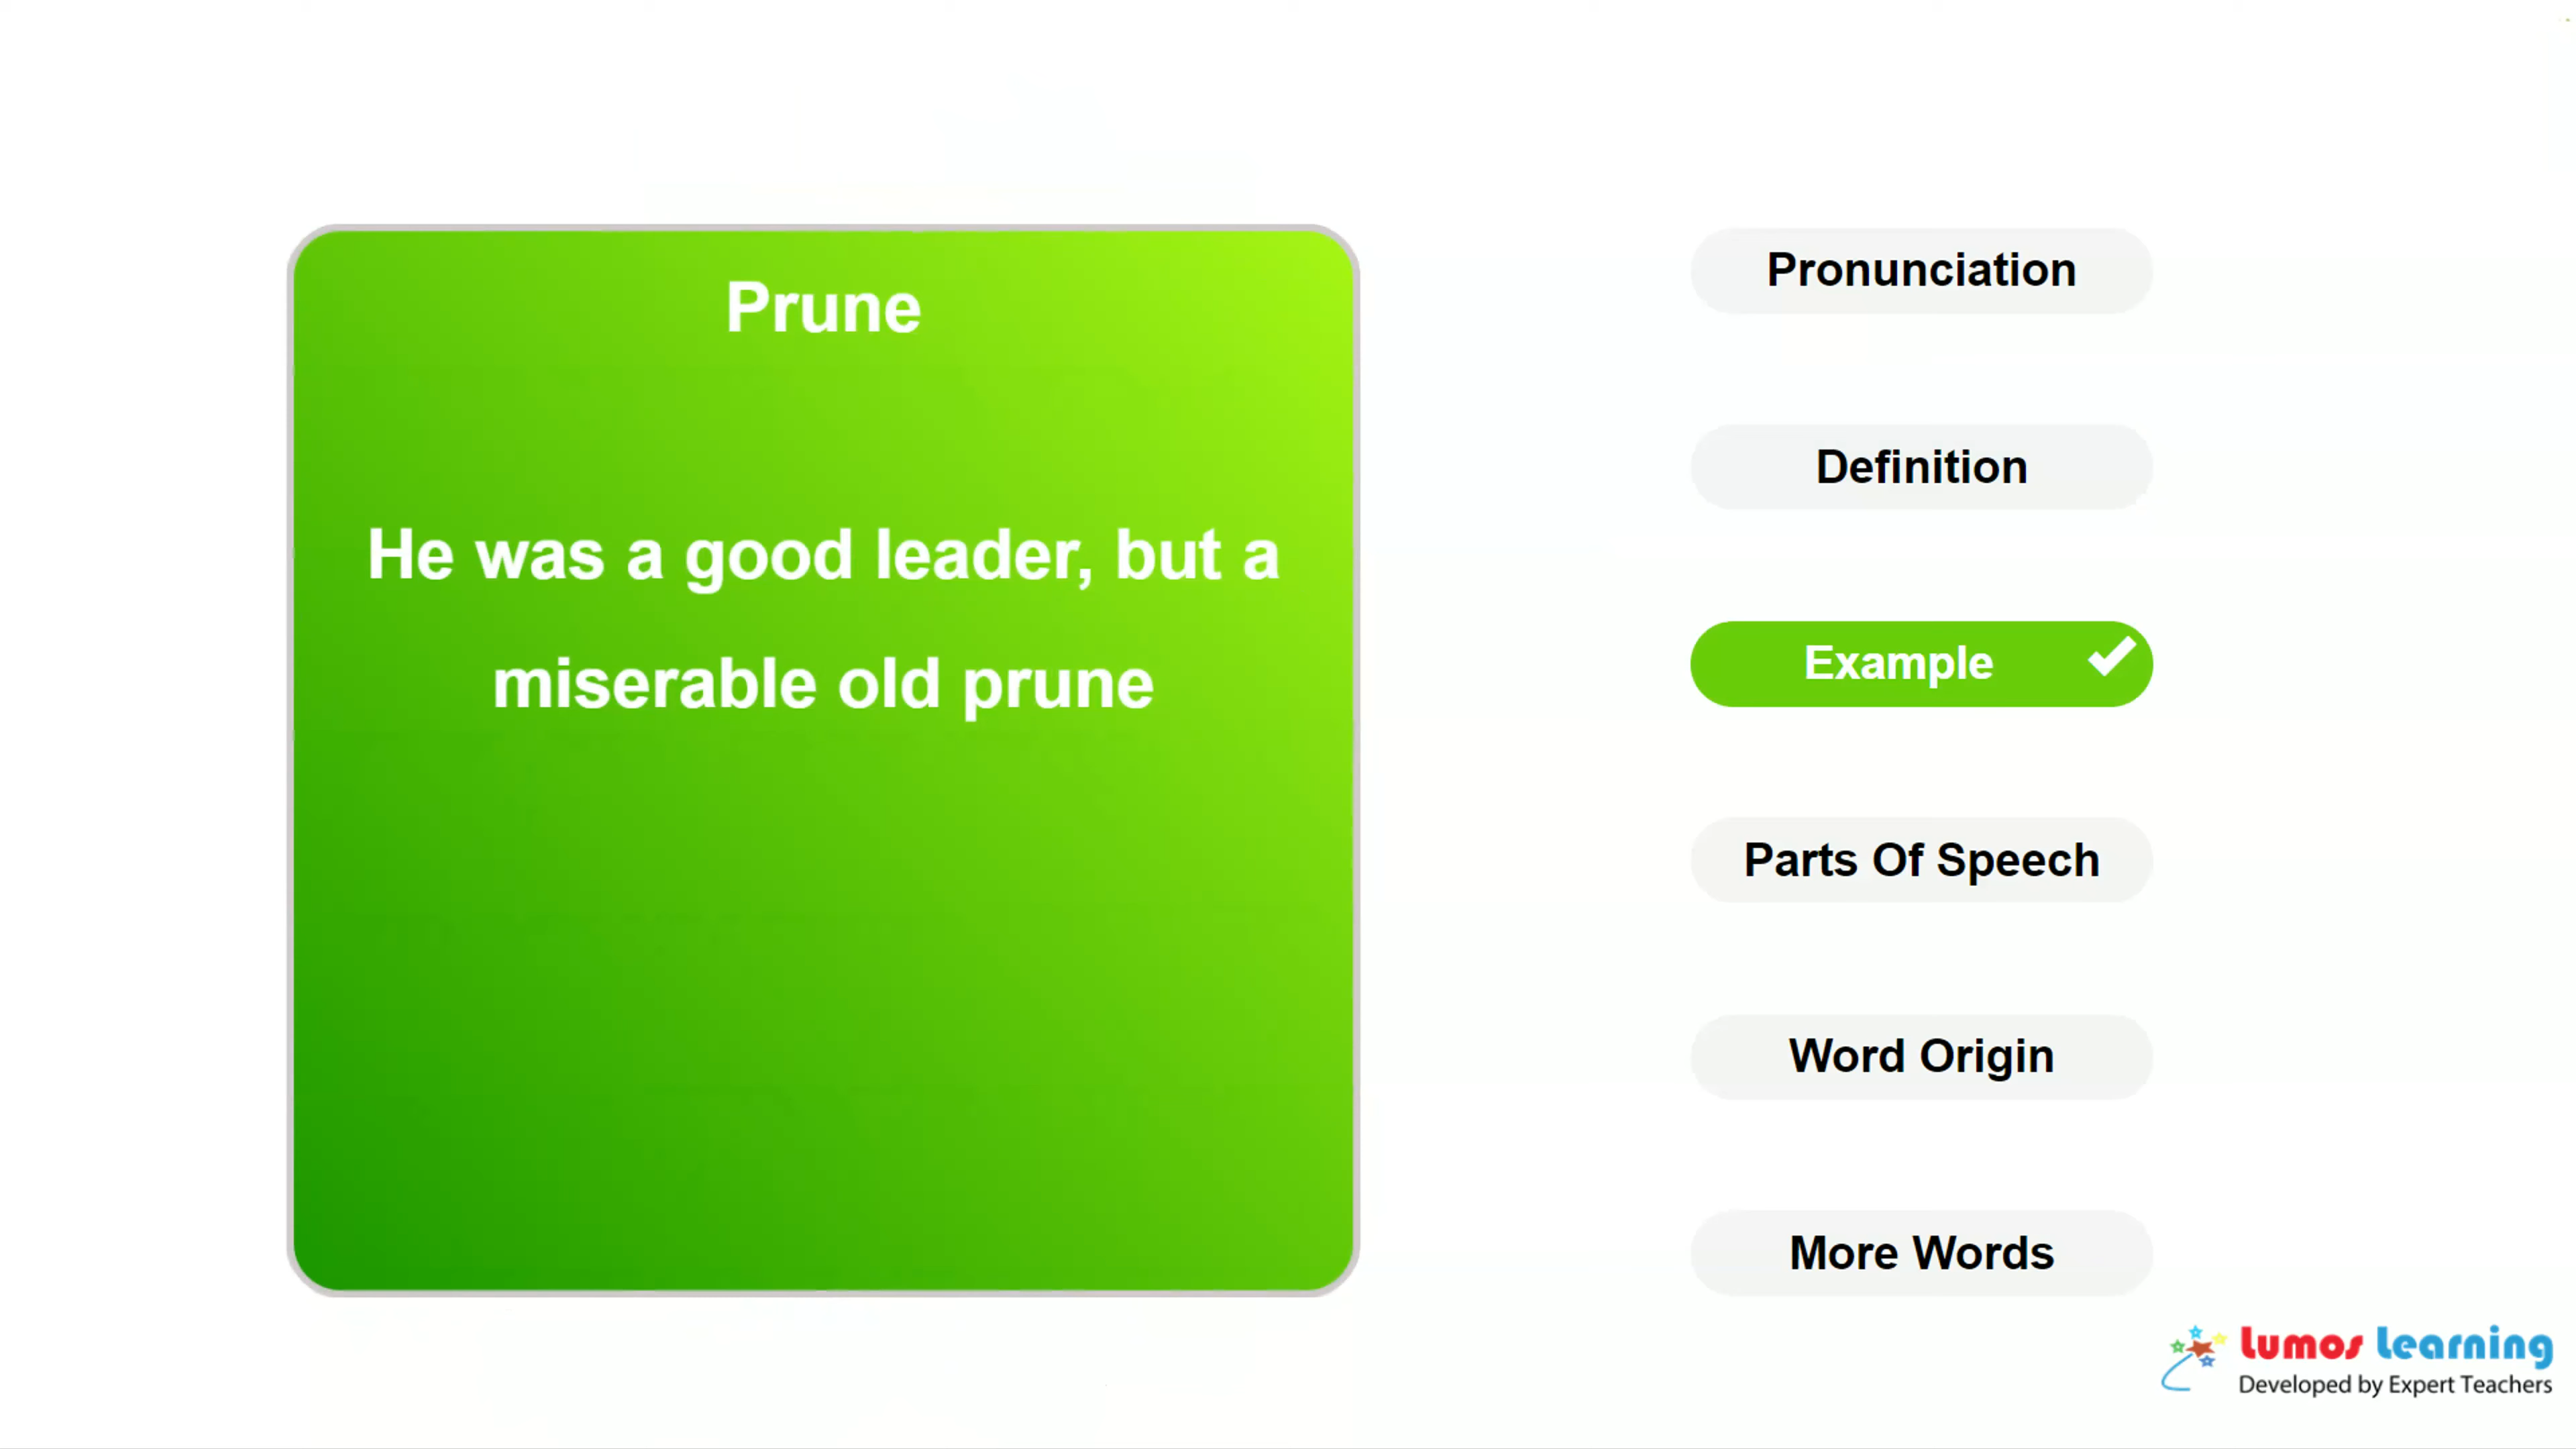 Prune
He was a good leader, but a
miserable old prune
Pronunciation
Definition
Example
Parts Of Speech
Word Origin
More Words
Lumos Learning
Developed by Expert Teachers